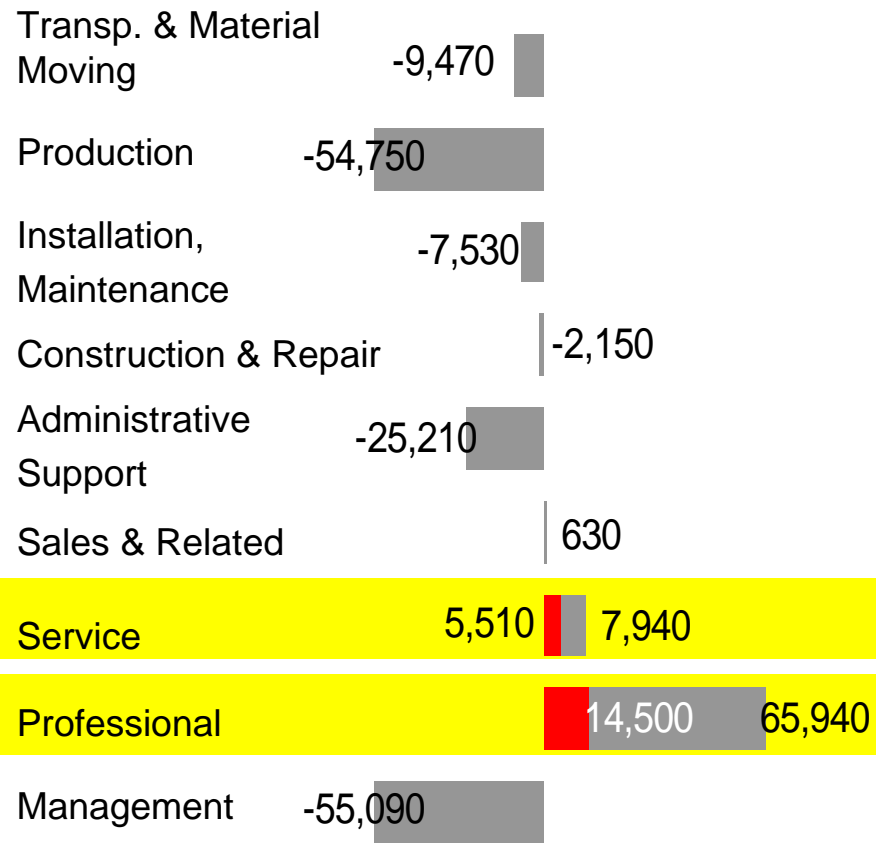 Transp. & Material
Moving
-9,470
Production
-54,750
Installation,
Maintenance
-7,530
Construction & Repair
-2,150
Administrative
Support
-25,210
Sales & Related
630
Service
5,510
7,940
Professional
14,500
65,940
Management
-55,090